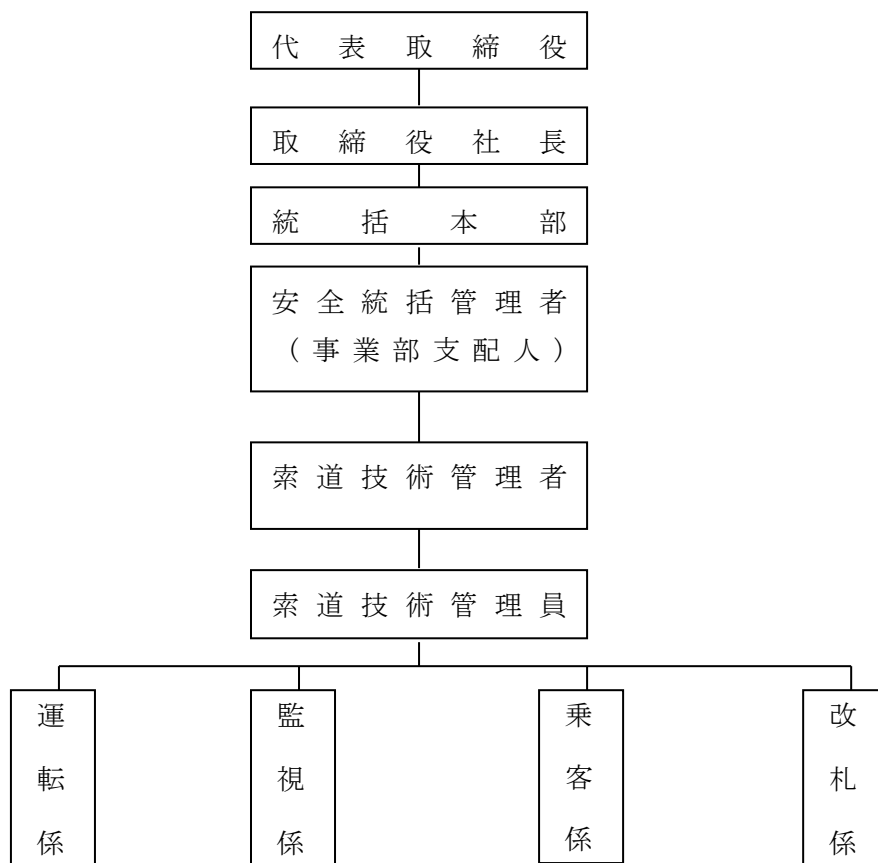 代表取締役
取締役社長
統括本部
安全統括管理者
（事業部支配人）
索道技術管理者
索道技術管理員
運転係
監視係
乗客係
改札係